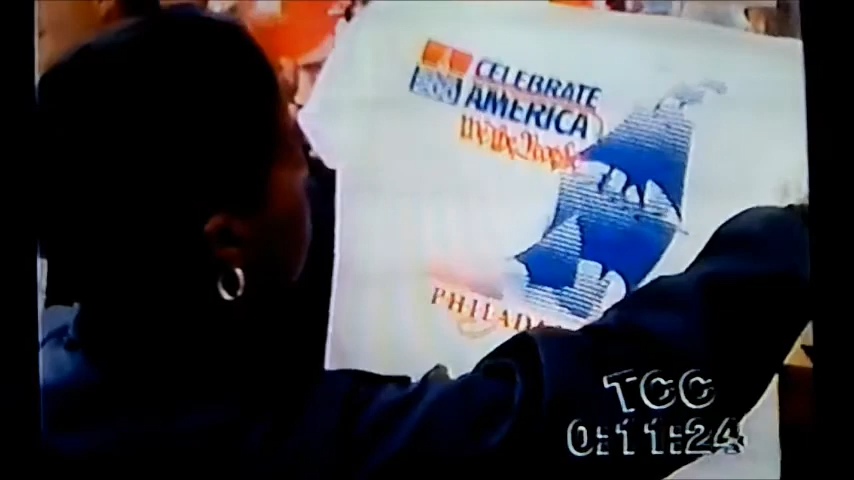 CELEBRATE
AMERICA
We the People
TCC
0:11:24